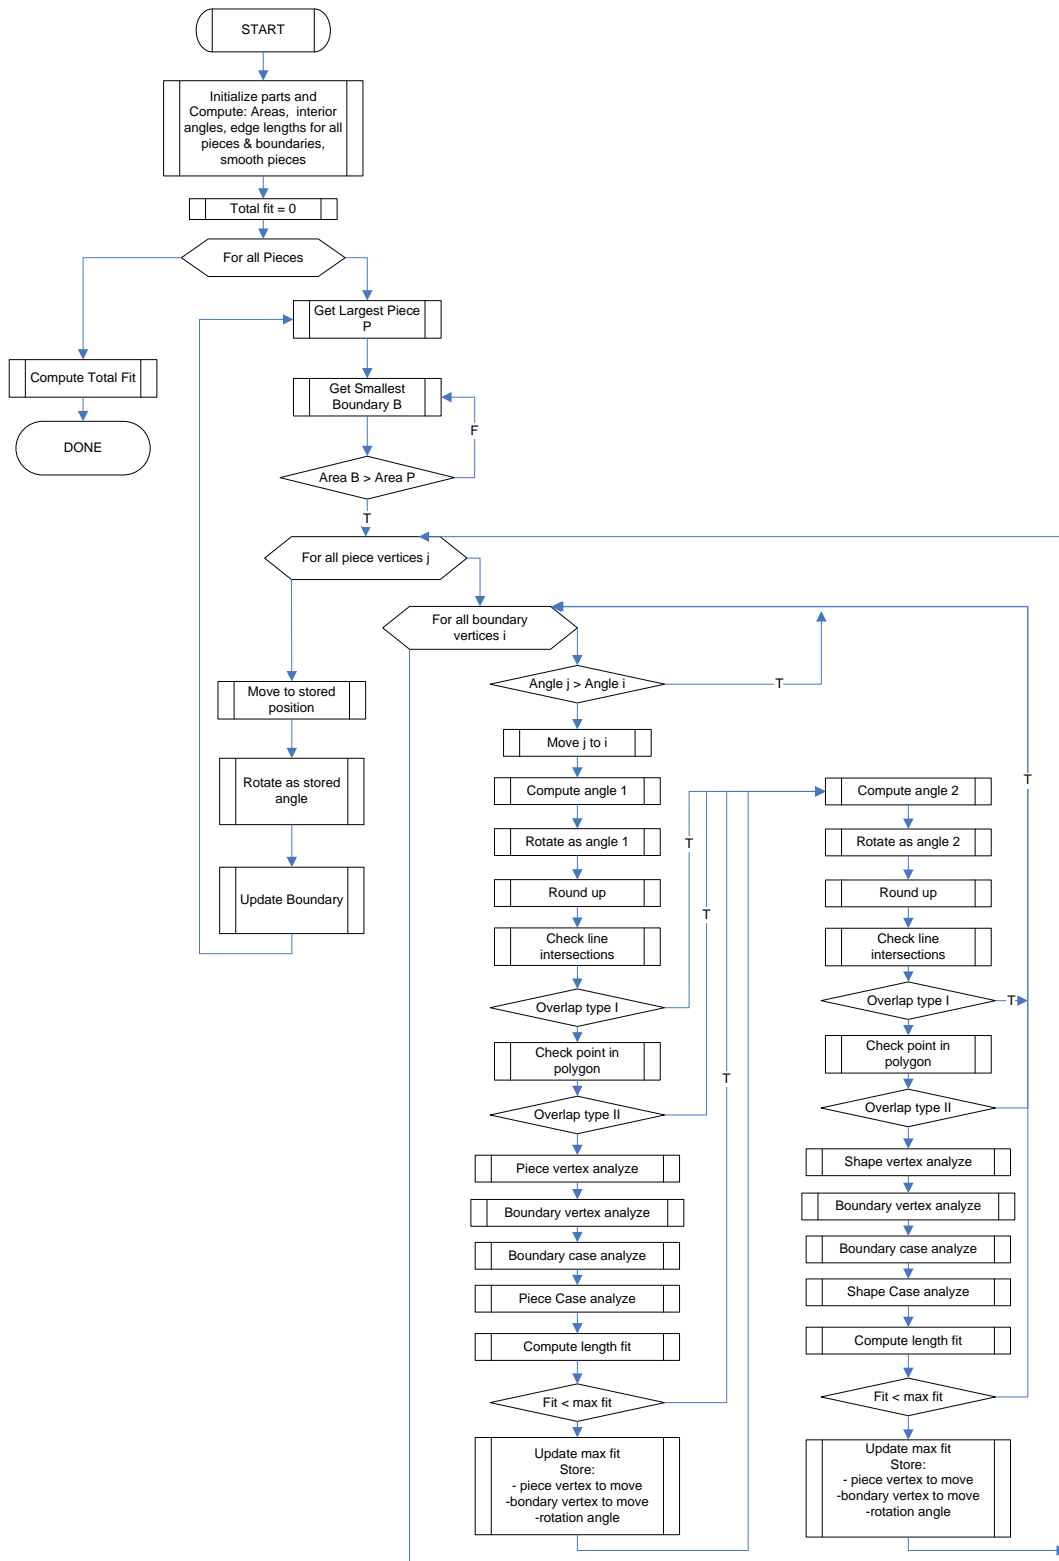 START
Initialize parts and
Compute: Areas, interior
angles, edge lengths for all
pieces & boundaries,
smooth pieces
Total fit = 0
For all Pieces
Get Largest Piece
P
Compute Total Fit
Get Smallest
Boundary B
F
DONE
Area B > Area P
T
For all piece vertices j
For all boundary
vertices i
Angle j > Angle i
T
Move to stored
position
Rotate as stored
angle
Update Boundary
Move j to i
Compute angle 1
Rotate as angle 1
Round up
Check line
intersections
Overlap type I
T
Check point in
polygon
Overlap type II
T
Piece vertex analyze
Boundary vertex analyze
Boundary case analyze
Piece Case analyze
Compute length fit
Fit < max fit
T
Update max fit
Store:
- piece vertex to move
-bondary vertex to move
-rotation angle
Compute angle 2
Rotate as angle 2
Round up
Check line
intersections
Overlap type I
T
Check point in
polygon
Overlap type II
T
Shape vertex analyze
Boundary vertex analyze
Boundary case analyze
Shape Case analyze
Compute length fit
Fit < max fit
Update max fit
Store:
- piece vertex to move
-bondary vertex to move
-rotation angle